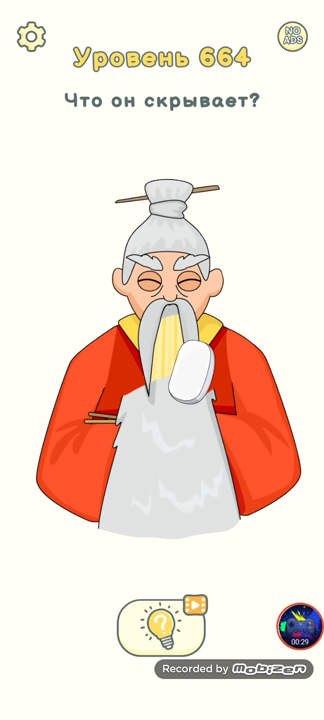 Уровень 664
NO
ADS
Что он скрывает?
?
00:29
Recorded by MOBIZEN